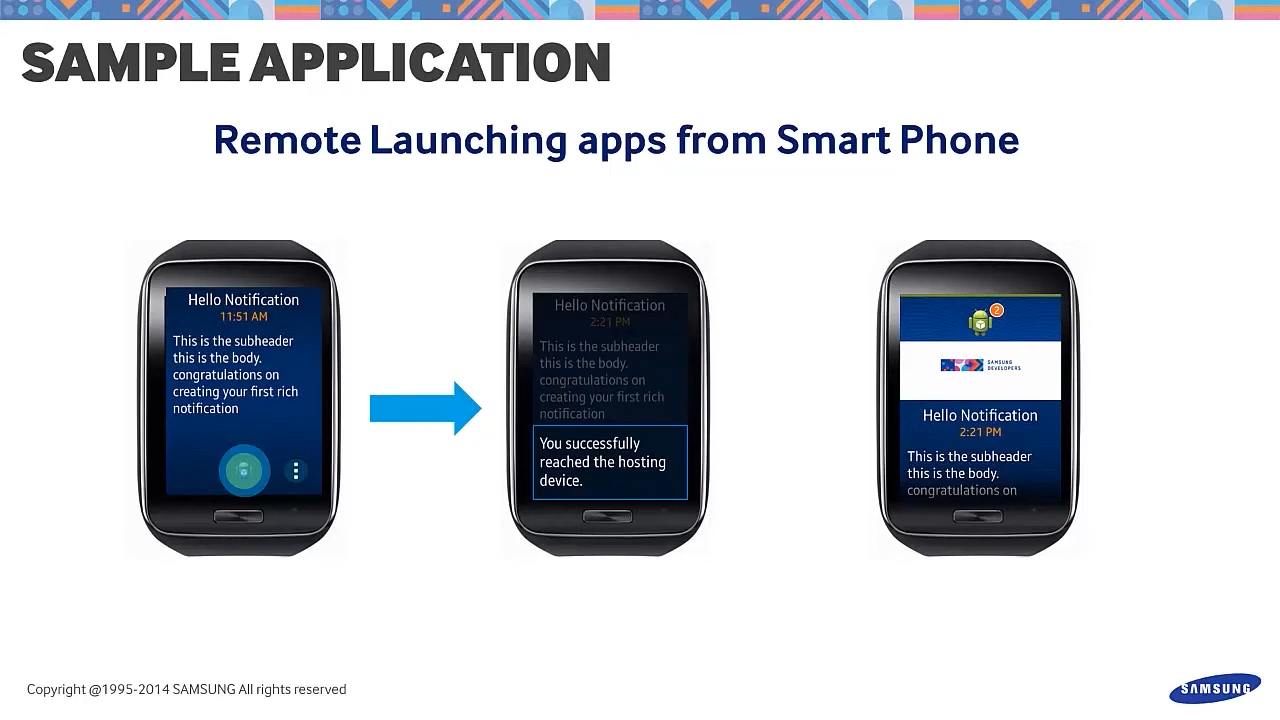 SAMPLE APPLICATION
Remote Launching apps from Smart Phone
Hello Notification
11:51 AM
This is the subheader
this is the body.
congratulations on
creating your first rich
notification
Hello Notification
2:21 PM
This is the subheader
this is the body.
congratulations on
creating your first rich
notification
You successfully
reached the hosting
device.
2
SAMSUNG
DEVELOPERS
Hello Notification
2:21 PM
This is the subheader
this is the body.
congratulations on
Copyright @1995-2014 SAMSUNG All rights reserved
SAMSUNG